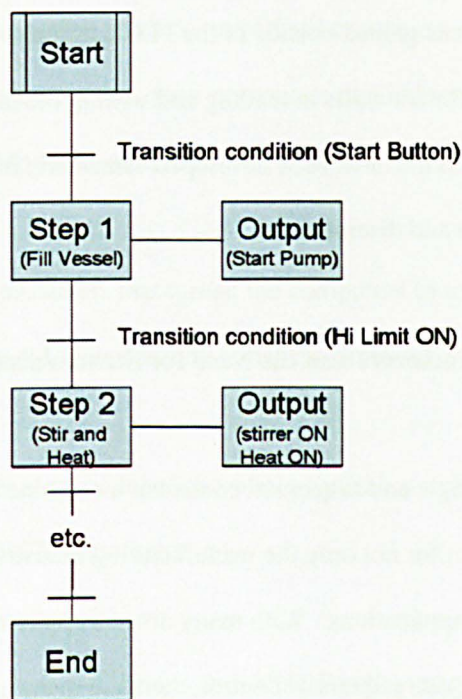 Start
Transition condition (Start Button)
Step 1
(Fill Vessel)
Output
(Start Pump)
Transition condition (Hi Limit ON)
Step 2
(Stir and
Heat)
Output
(stirrer ON
Heat ON)
etc.
End